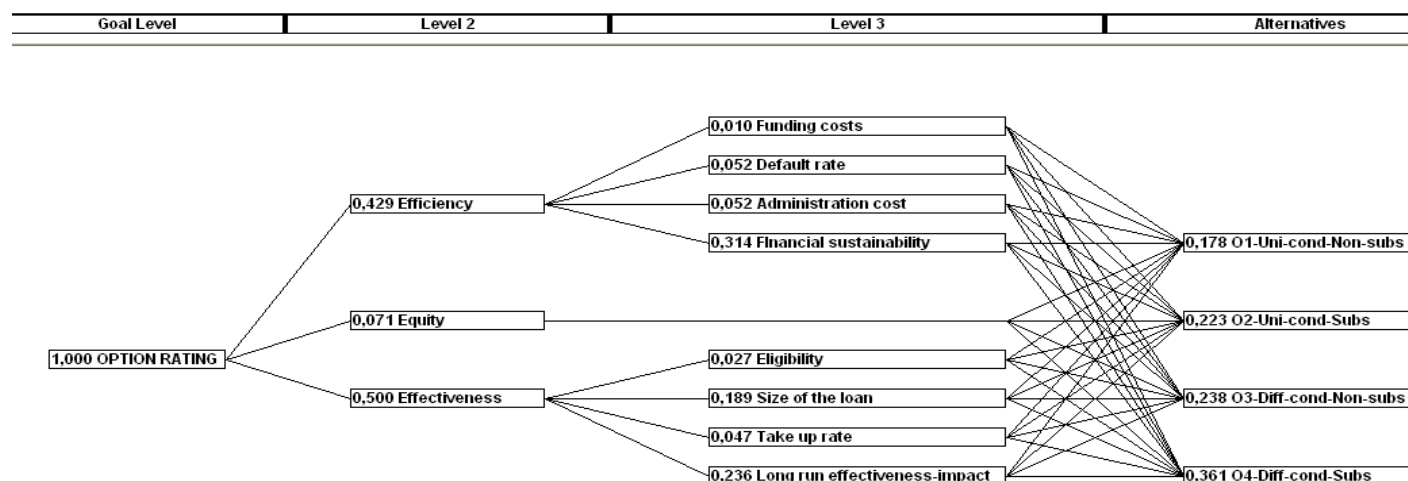 Goal Level
Level 2
Level 3
Alternatives
0,010 Funding costs
0,052 Default rate
0,429 Efficiency
0,052 Administration cost
0,314 FInancial sustainability
0,178 O1-Uni-cond-Non-subs
0,071 Equity
0,223 O2-Uni-cond-Subs
1,000 OPTION RATING
0,027 Eligibility
0,500 Effectiveness
0,189 Size of the loan
0,238 O3-Diff-cond-Non-subs
0,047 Take up rate
0,236 Long run effectiveness-impact
0,361 O4-Diff-cond-Subs